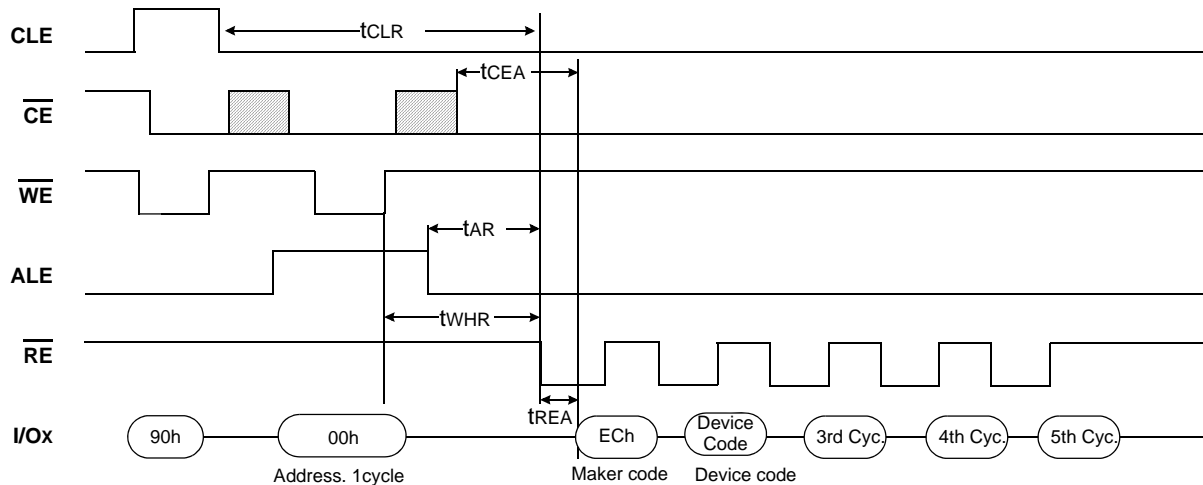 CLE
tCLR
tCEA
CE
WE
tAR
ALE
tWHR
RE
tREA
I/Ox
90h
00h
ECh
Device
Code
3rd Cyc.
4th Cyc.
5th Cyc.
Address. 1cycle
Maker code
Device code